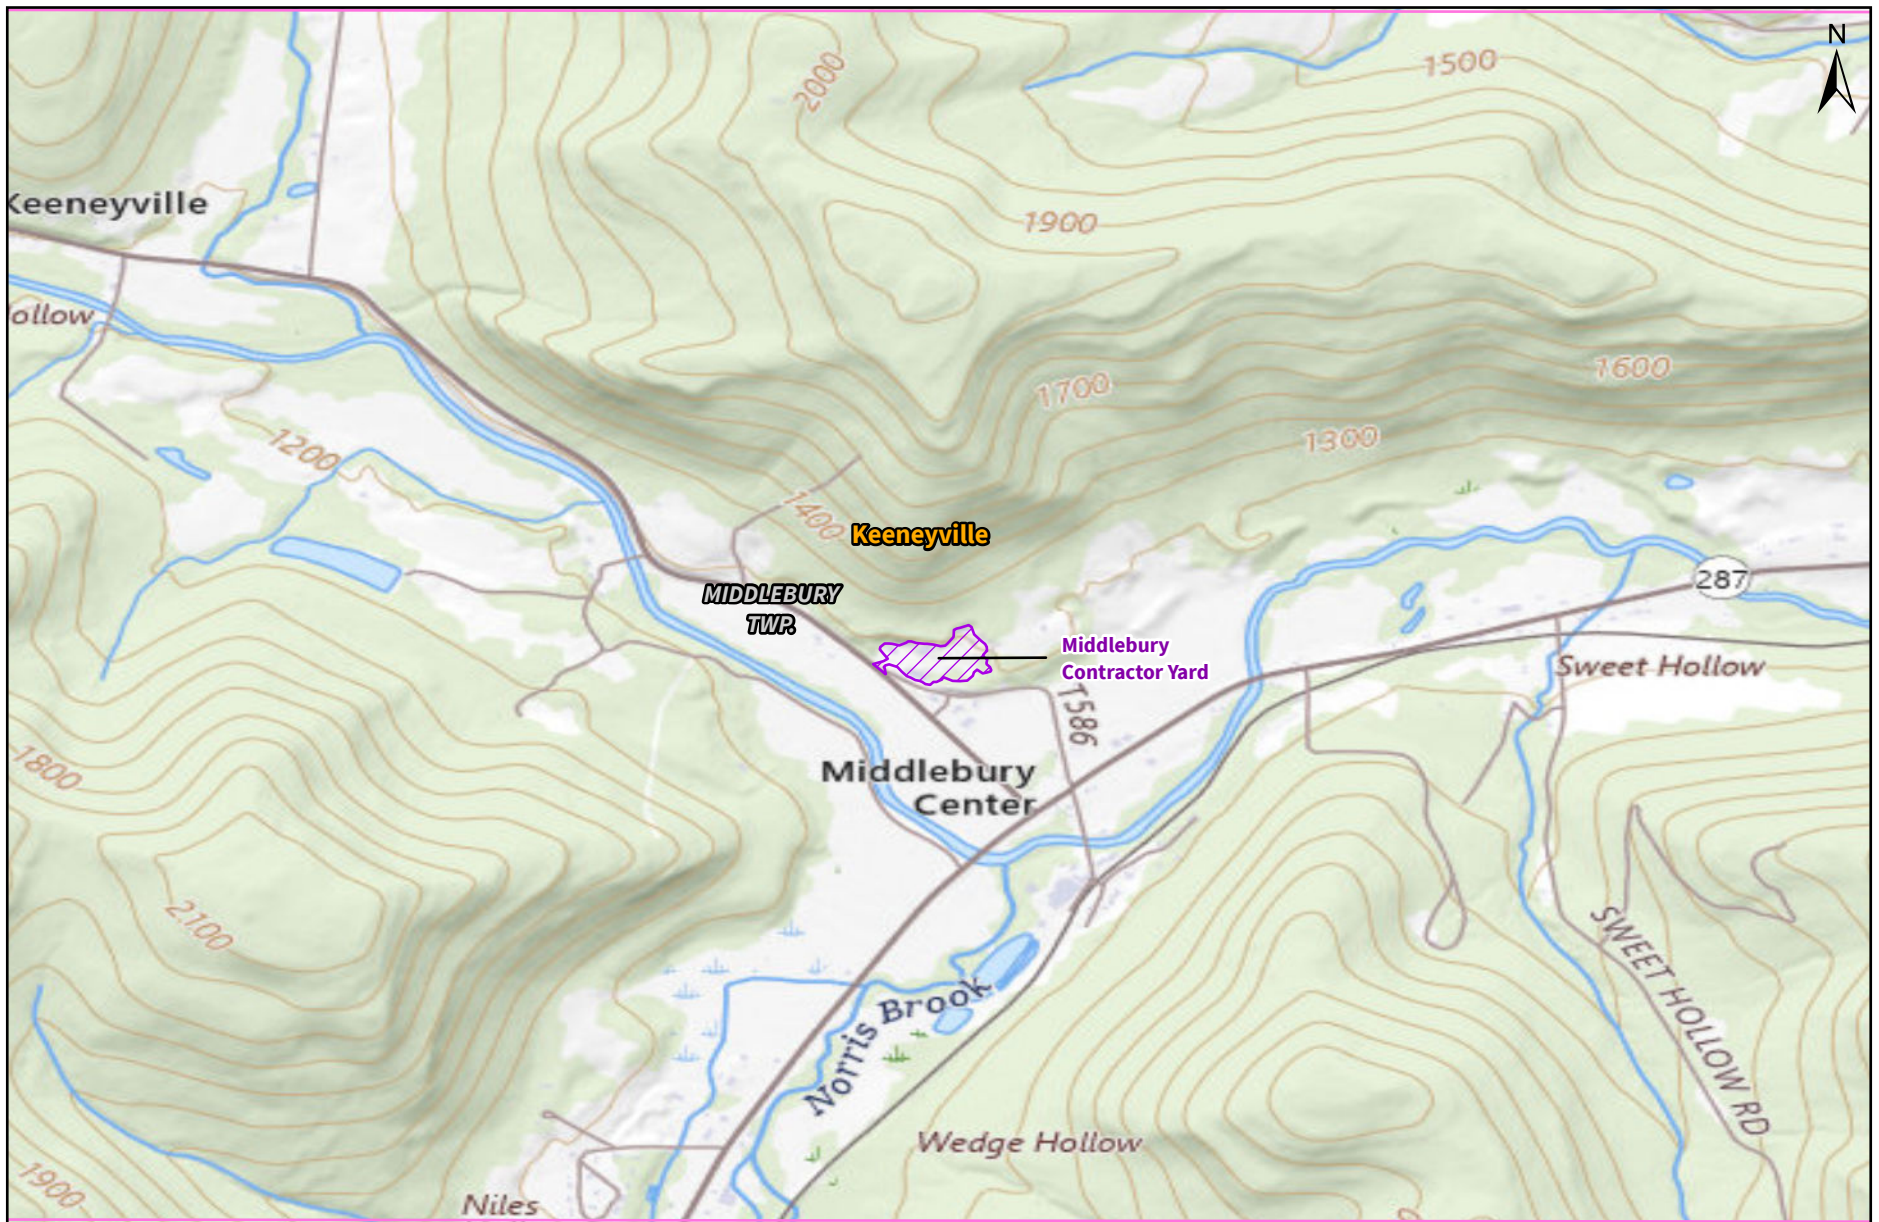 N
2000
1500
Keeneyville
1900
ollow
1700
1600
1200
1300
1400
Keeneyville
287
MIDDLEBURY
TWP.
Middlebury
Contractor Yard
Sweet Hollow
T586
1800
Middlebury
Center
2100
SWEET HOLLOW RD
Norris Brook
Wedge Hollow
1900
Niles